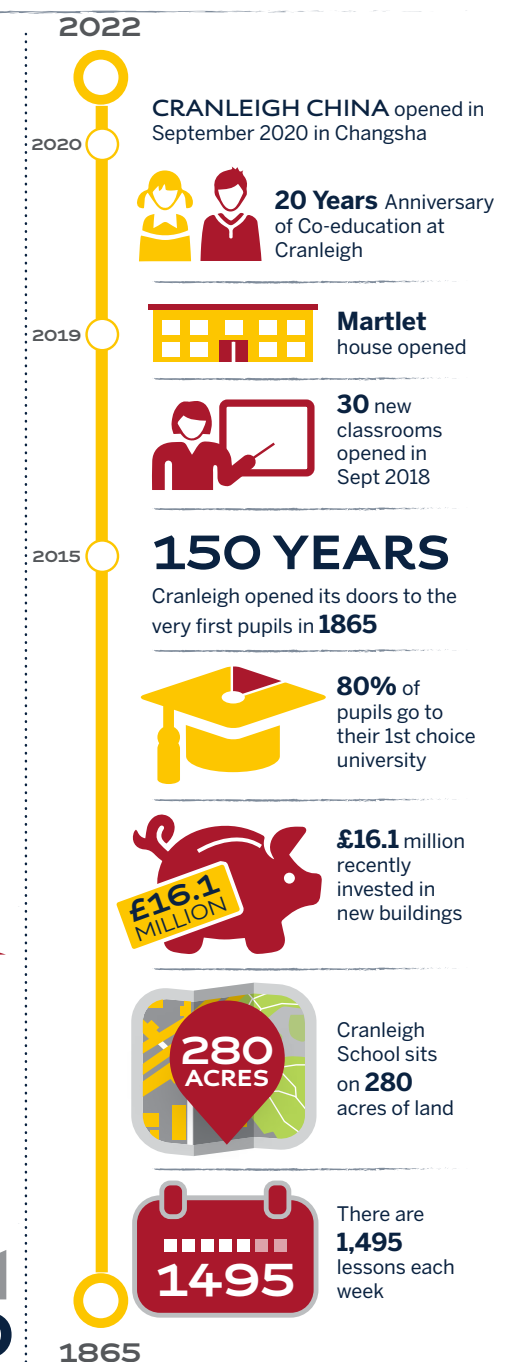 2022
CRANLEIGH CHINA opened in
2020
September 2020 in Changsha
20 Years Anniversary
of Co-education at
Cranleigh
2019
Martlet
house opened
30 new
classrooms
opened in
Sept 2018
2015
150 YEARS
Cranleigh opened its doors to the
very first pupils in 1865
80% of
pupils go to
their 1st choice
university
£16.1
MILLION
£16.1 million
recently
invested in
new buildings
280
ACRES
Cranleigh
School sits
on 280
acres of land
1495
There are
1,495
lessons each
week
1865